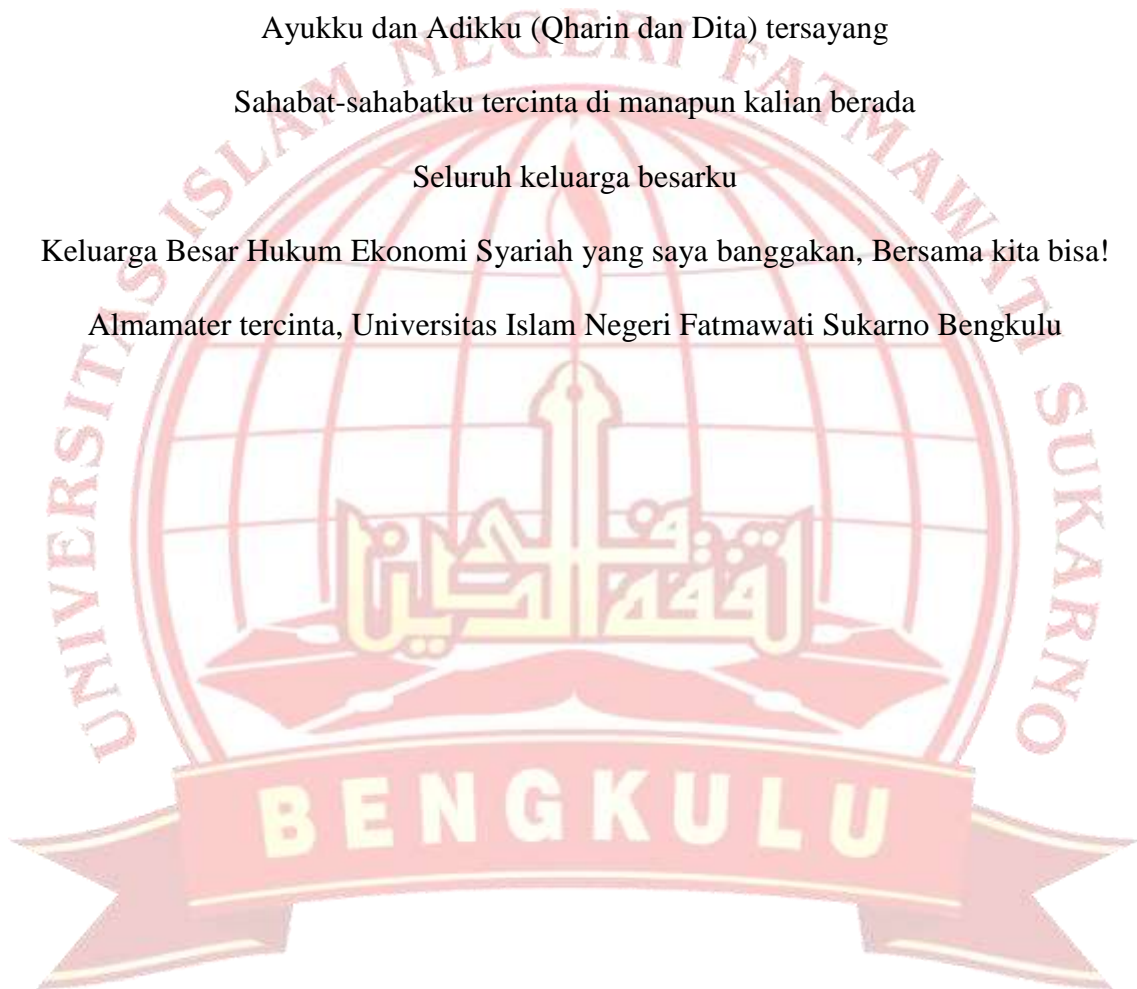 Ayukku dan Adikku (Qharin dan Dita) tersayang
Sahabat-sahabatku tercinta di manapun kalian berada
Seluruh keluarga besarku
Keluarga Besar Hukum Ekonomi Syariah yang saya banggakan, Bersama kita bisa!
Almamater tercinta, Universitas Islam Negeri Fatmawati Sukarno Bengkulu
UNIVERSITAS ISLAM NEGERI FATMAWATI SUKARNO
BENGKULU